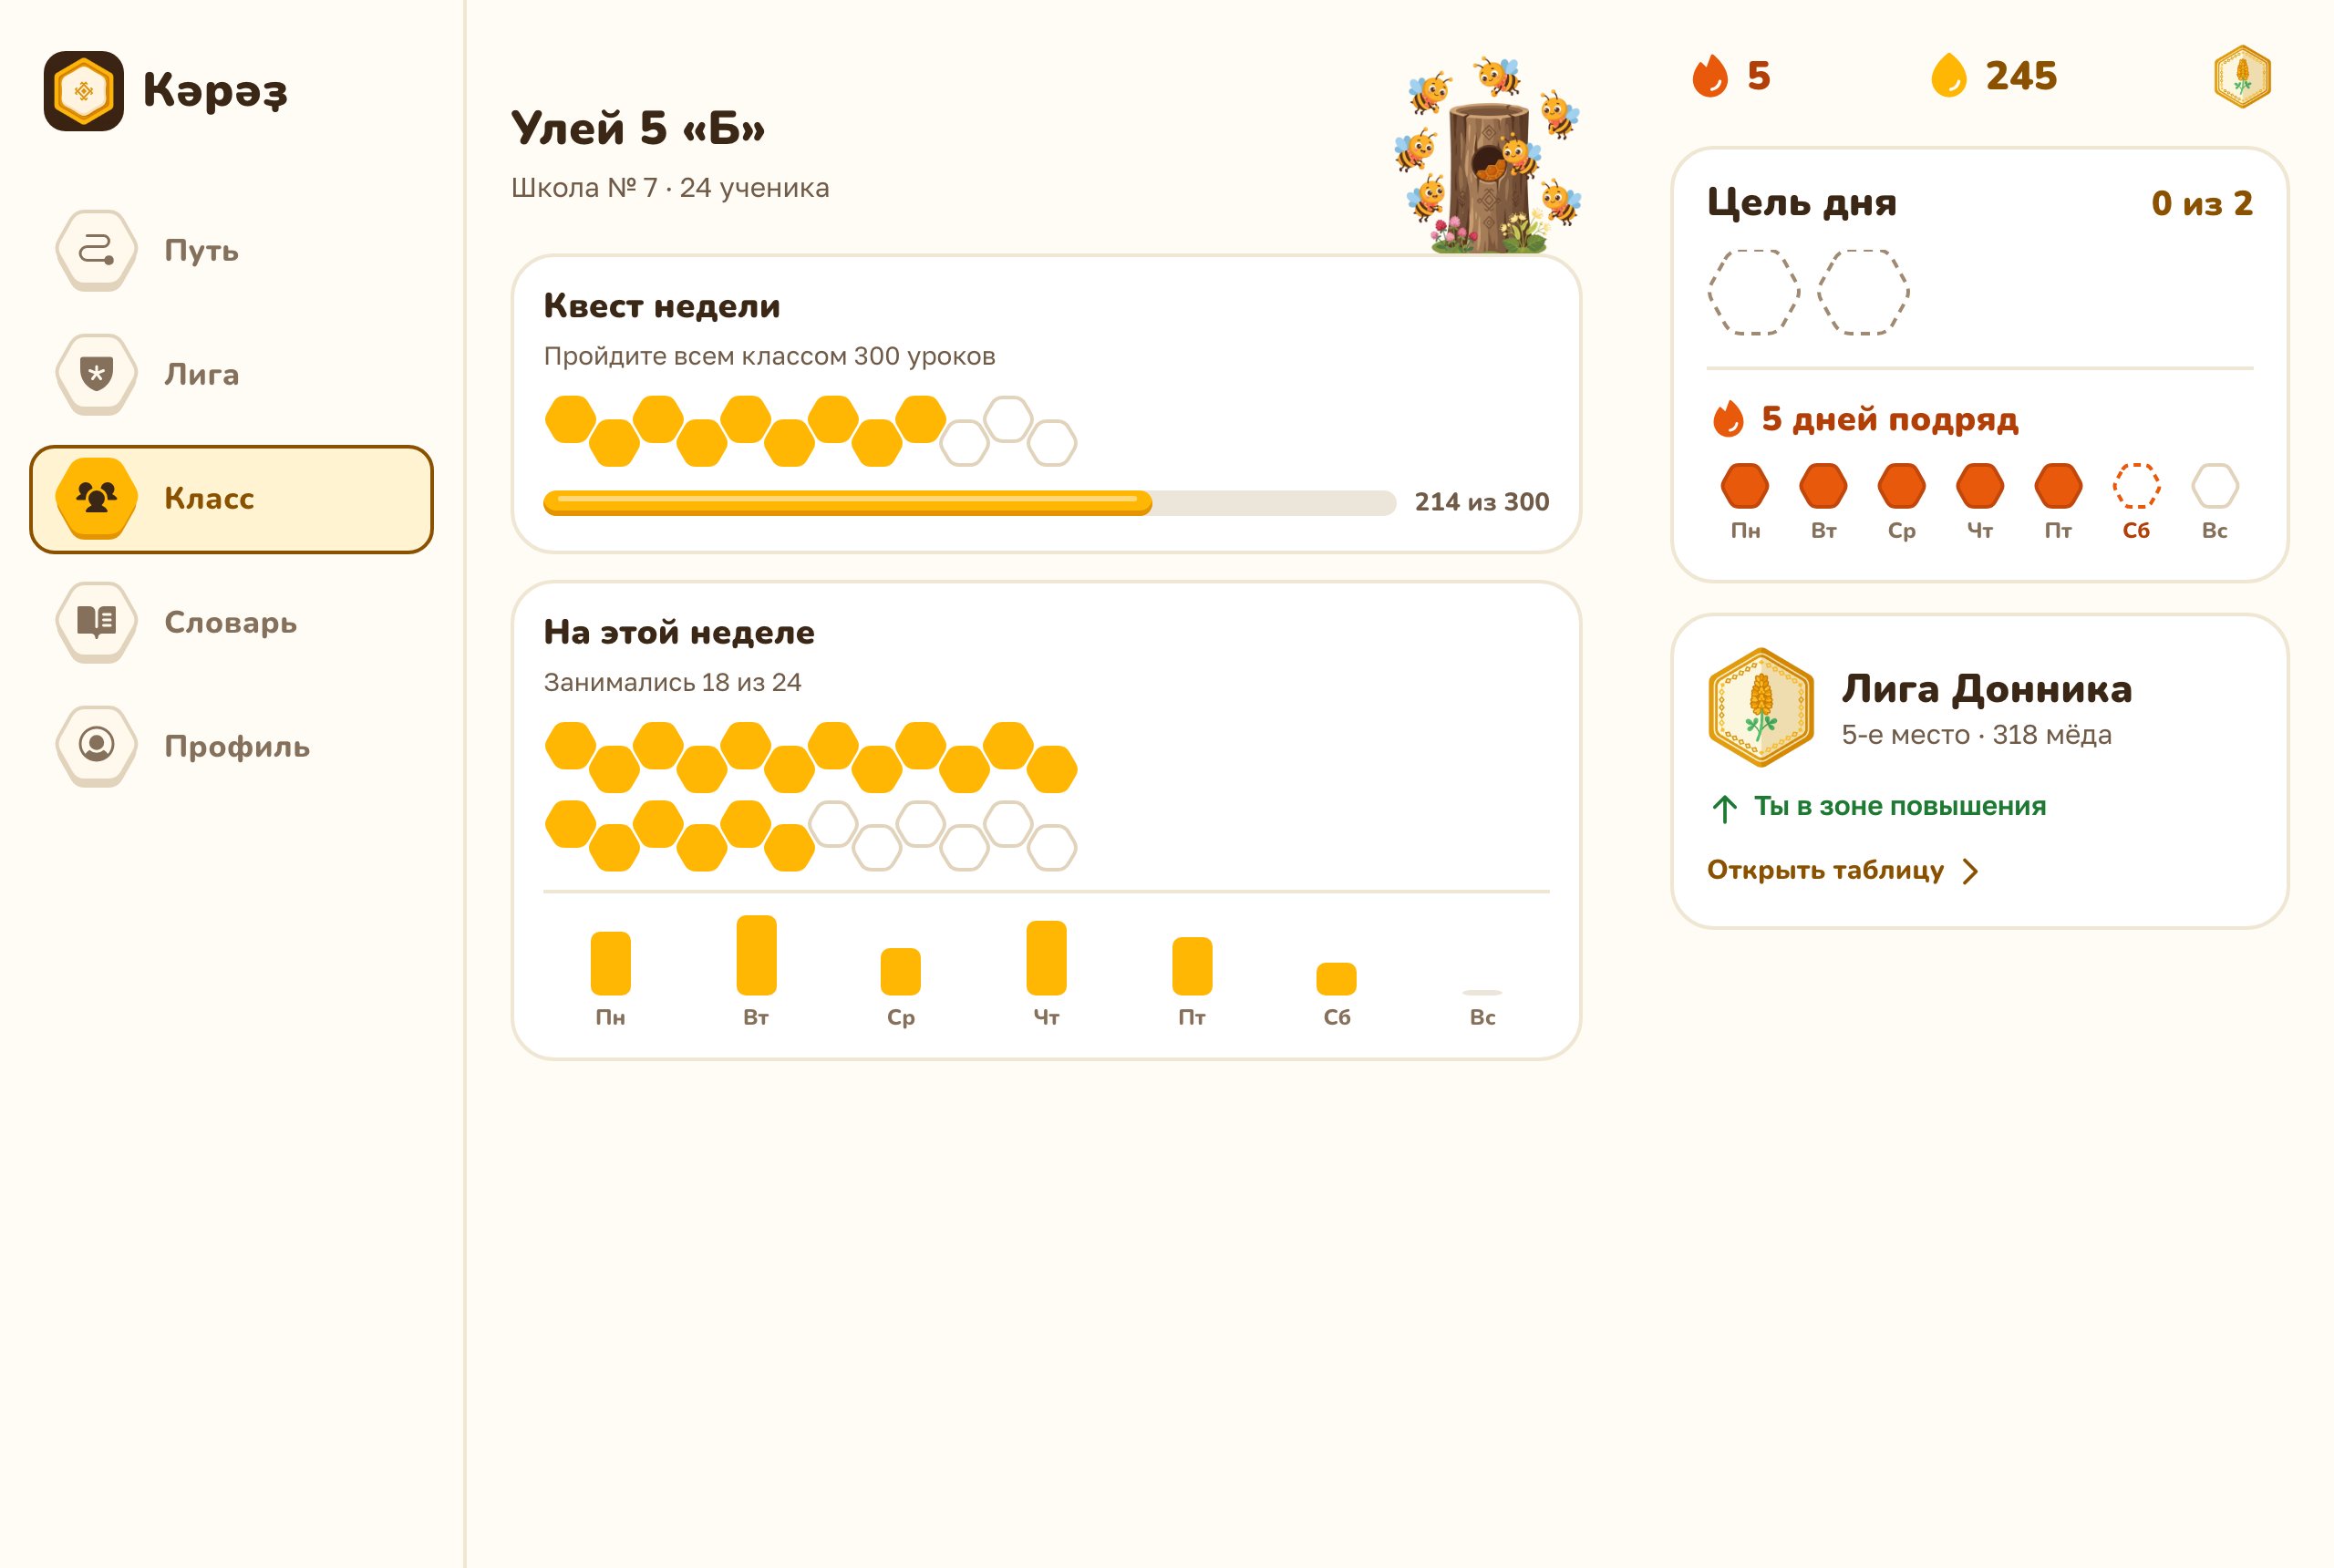 Кәрәҙ
Путь
Лига
Класс
Словарь
Профиль
Улей 5 «Б»
Школа № 7 · 24 ученика
Квест недели
Пройдите всем классом 300 уроков
214 из 300
На этой неделе
Занимались 18 из 24
Пн Вт Ср Чт Пт Сб Вс
5 245
Цель дня 0 из 2
5 дней подряд
Пн Вт Ср Чт Пт Сб Вс
Лига Донника
5-е место · 318 мёда
Ты в зоне повышения
Открыть таблицу